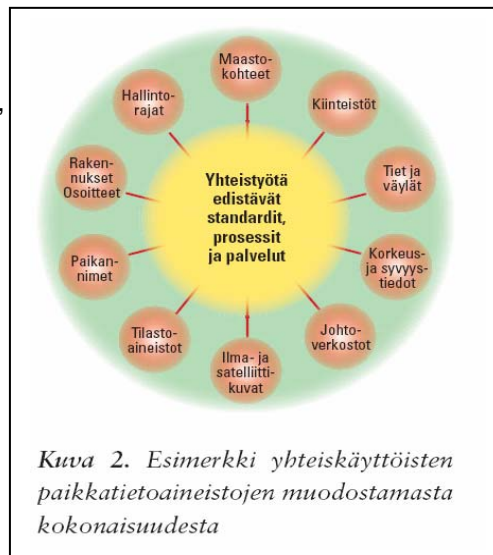 ,
Maasto-
kohteet
Kiinteistöt
Tiet ja
väylät
Korkeus-
ja syvyys-
tiedot
Johto-
verkostot
Ilma- ja
satelliitti-
kuvat
Tilasto-
aineistot
Paikan-
nimet
Raken-
nukset
Osoitteet
Hallinto-
rajat
Yhteistyötä
edistävät
standardit,
prosessit
ja palvelut
Kuva 2. Esimerkki yhteiskäyttöisten
paikkatietoaineistojen muodostamasta
kokonaisuudesta